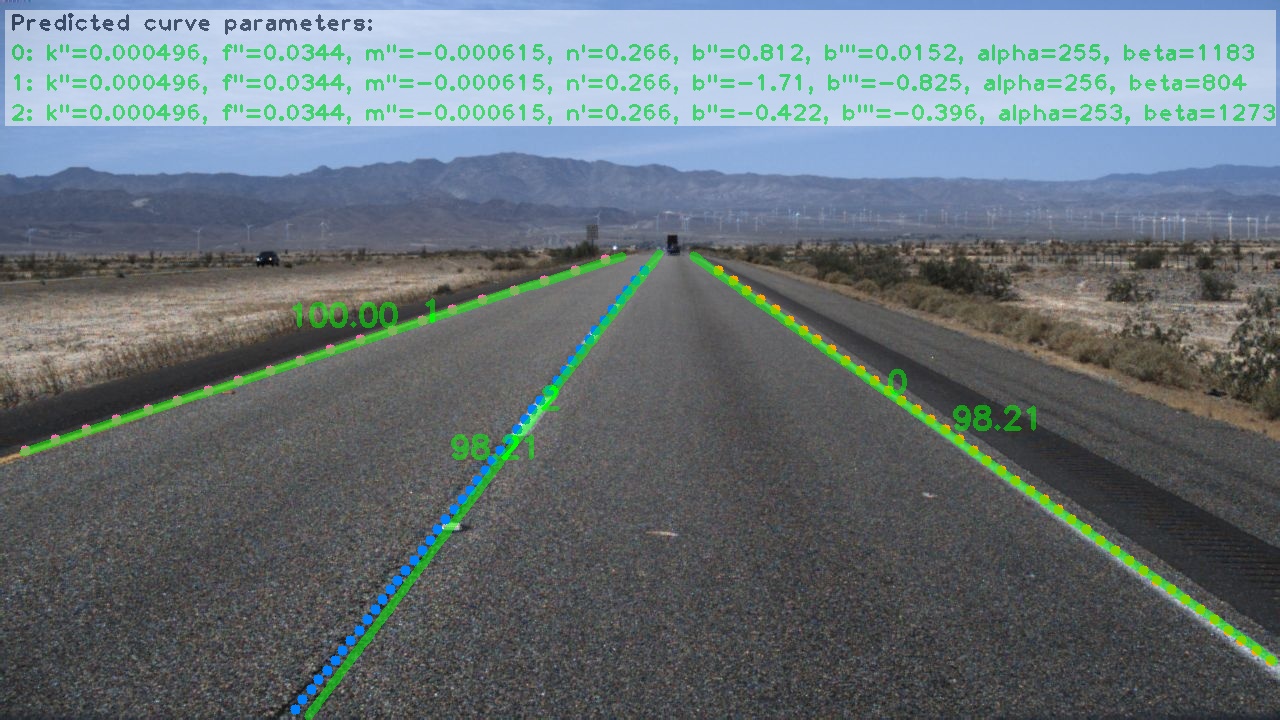 Predicted curve parameters:
0: k''=0.000496, f''=0.0344, m''=-0.000615, n'=0.266, b''=0.812, b'''=0.0152, alpha=255, beta=1183
1: k''=0.000496, f''=0.0344, m''=-0.000615, n'=0.266, b''=-1.71, b'''=-0.825, alpha=256, beta=804
2: k''=0.000496, f''=0.0344, m''=-0.000615, n'=0.266, b''=-0.422, b'''=-0.396, alpha=253, beta=1273
100.00 1
0
2
98.21
98.21